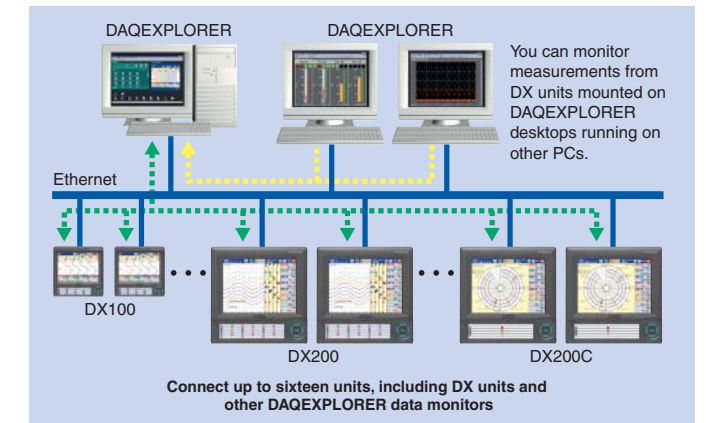 DAQEXPLORER
DAQEXPLORER
You can monitor
measurements from
DX units mounted on
DAQEXPLORER
desktops running on
other PCs.
Ethernet
DX100
DX200
DX200C
Connect up to sixteen units, including DX units and
other DAQEXPLORER data monitors